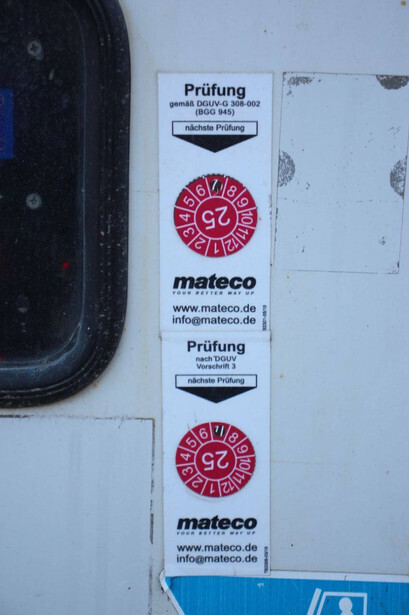 Prüfung
gemäß DGUV-G 308-002
(BGG 945)
nächste Prüfung
1 2 3 4 5 6 8 9 10 11 12
25
mateco
YOUR BETTER WAY UP
www.mateco.de
info@mateco.de
Prüfung
nach DGUV
Vorschrift 3
nächste Prüfung
1 2 3 4 5 6 8 9 10 11 12
25
mateco
YOUR BETTER WAY UP
www.mateco.de
info@mateco.de